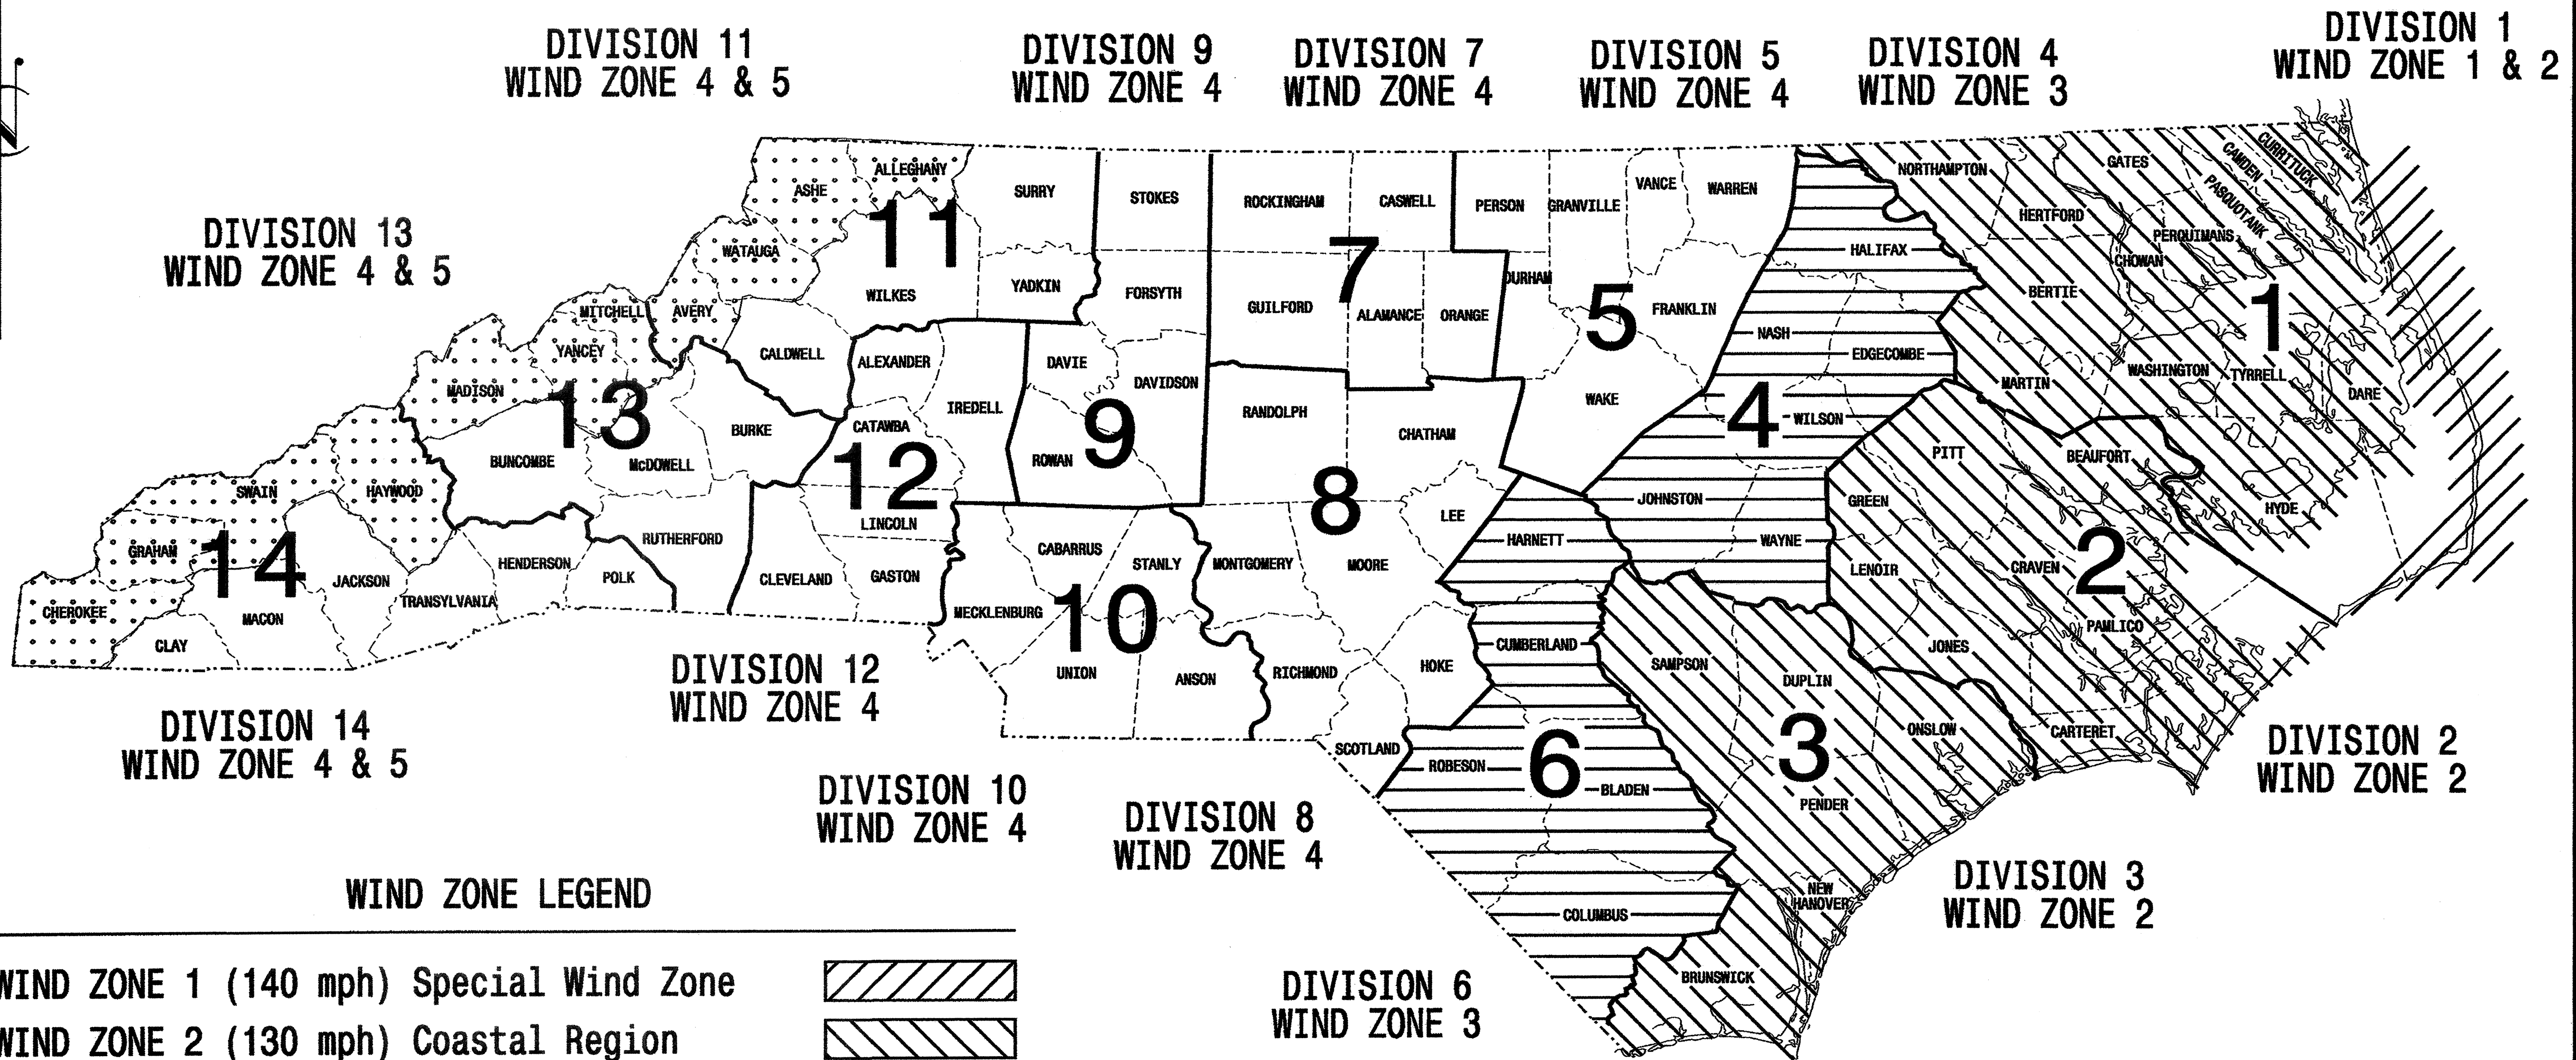 DIVISION 11
WIND ZONE 4 & 5
DIVISION 9
WIND ZONE 4
DIVISION 7
WIND ZONE 4
DIVISION 5
WIND ZONE 4
DIVISION 4
WIND ZONE 3
DIVISION 1
WIND ZONE 1 & 2
N
DIVISION 13
WIND ZONE 4 & 5
ASHE
ALLEGHANY
SURRY
STOKES
ROCKINGHAM
CASWELL
PERSON
GRANVILLE
VANCE
WARREN
NORTHAMPTON
GATES
CAMDEN
CURRITUCK
PASQUOTANK
HERTFORD
PERQUIMANS
CHOWAN
HALIFAX
BERTIE
11
WATAUGA
WILKES
YADKIN
FORSYTH
7
GUILFORD
ALAMANCE
ORANGE
DURHAM
5
FRANKLIN
NASH
EDGECOMBE
1
MITCHELL
AVERY
YANCEY
CALDWELL
ALEXANDER
DAVIE
DAVIDSON
MADISON
13
BURKE
IREDELL
CATAWBA
12
ROWAN
9
RANDOLPH
CHATHAM
WAKE
4
WILSON
MARTIN
WASHINGTON
TYRRELL
DARE
BUNCOMBE
McDOWELL
PITT
BEAUFORT
HYDE
SWAIN
HAYWOOD
LINCOLN
8
LEE
JOHNSTON
GREEN
GRAHAM
14
JACKSON
HENDERSON
RUTHERFORD
POLK
CLEVELAND
GASTON
CABARRUS
STANLY
MONTGOMERY
MOORE
HARNETT
WAYNE
LENOIR
CRAVEN
2
CHEROKEE
MACON
CLAY
TRANSYLVANIA
MECKLENBURG
10
UNION
ANSON
RICHMOND
HOKE
CUMBERLAND
SAMPSON
DUPLIN
JONES
PAMLICO
DIVISION 12
WIND ZONE 4
DIVISION 14
WIND ZONE 4 & 5
SCOTLAND
ROBESON
6
BLADEN
3
PENDER
ONSLOW
CARTERET
DIVISION 2
WIND ZONE 2
DIVISION 10
WIND ZONE 4
DIVISION 8
WIND ZONE 4
COLUMBUS
NEW
HANOVER
BRUNSWICK
DIVISION 3
WIND ZONE 2
DIVISION 6
WIND ZONE 3
WIND ZONE LEGEND
WIND ZONE 1 (140 mph) Special Wind Zone
WIND ZONE 2 (130 mph) Coastal Region